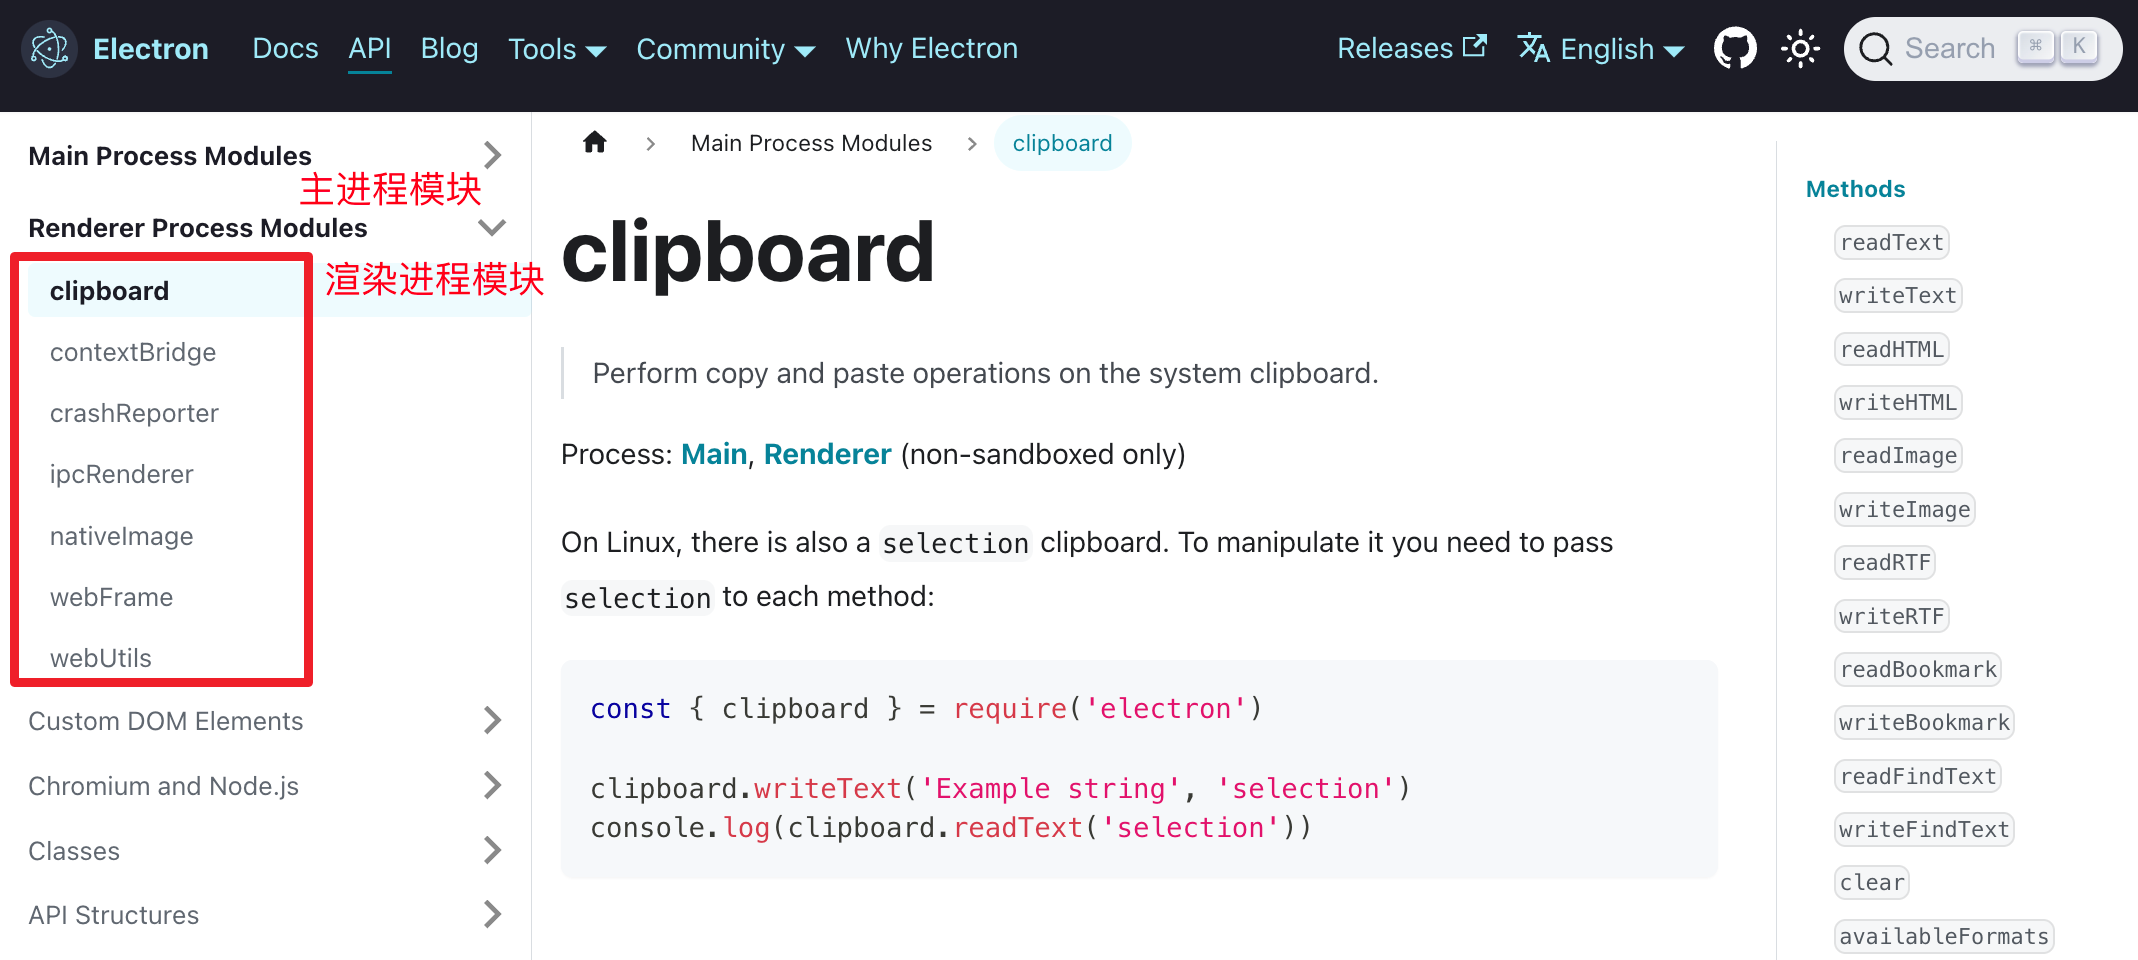 Electron Docs API Blog Tools Community Why Electron Releases English Search ⌘ K
Main Process Modules
主进程模块
Renderer Process Modules
渲染进程模块
clipboard
contextBridge
crashReporter
ipcRenderer
nativeImage
webFrame
webUtils
Custom DOM Elements
Chromium and Node.js
Classes
API Structures
Main Process Modules clipboard
clipboard
Perform copy and paste operations on the system clipboard.
Process: Main, Renderer (non-sandboxed only)
On Linux, there is also a selection clipboard. To manipulate it you need to pass
selection to each method:
const { clipboard } = require('electron')
clipboard.writeText('Example string', 'selection')
console.log(clipboard.readText('selection'))
Methods
readText
writeText
readHTML
writeHTML
readImage
writeImage
readRTF
writeRTF
readBookmark
writeBookmark
readFindText
writeFindText
clear
availableFormats